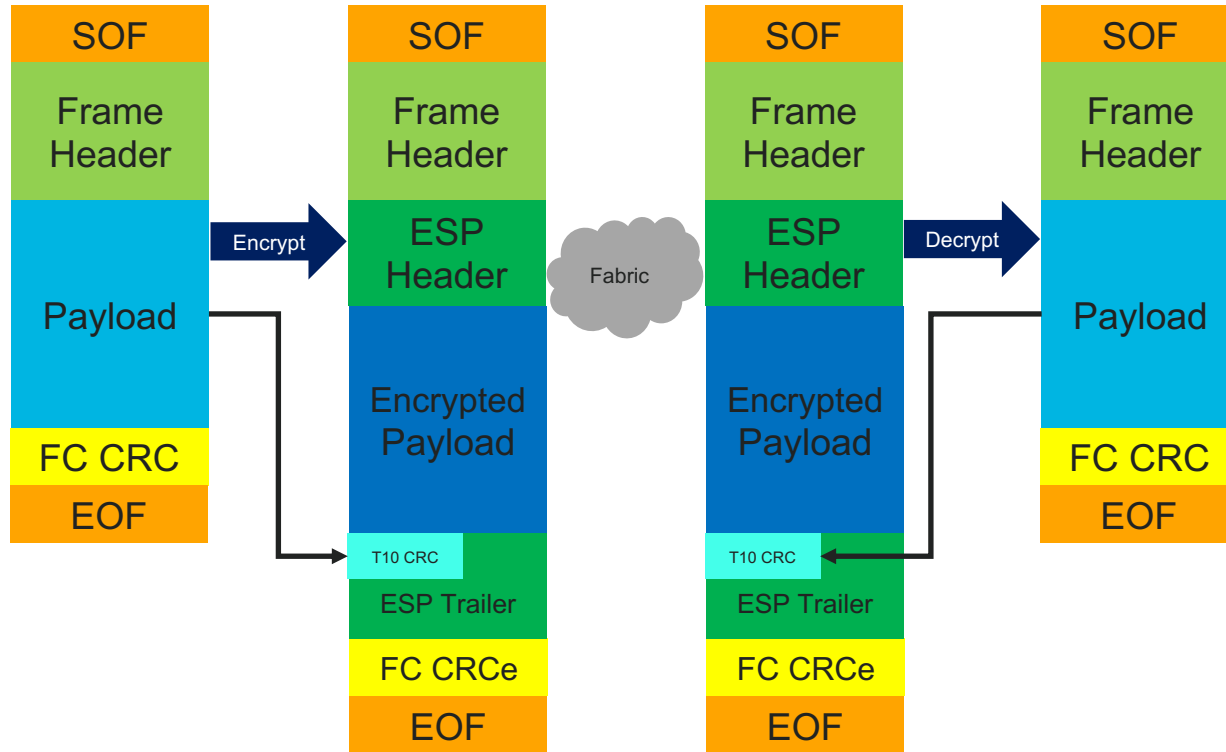 SOF
Frame
Header
Payload
FC CRC
EOF
Encrypt
SOF
Frame
Header
ESP
Header
Encrypted
Payload
T10 CRC
ESP Trailer
FC CRCe
EOF
Fabric
SOF
Frame
Header
ESP
Header
Encrypted
Payload
T10 CRC
ESP Trailer
FC CRCe
EOF
Decrypt
SOF
Frame
Header
Payload
FC CRC
EOF